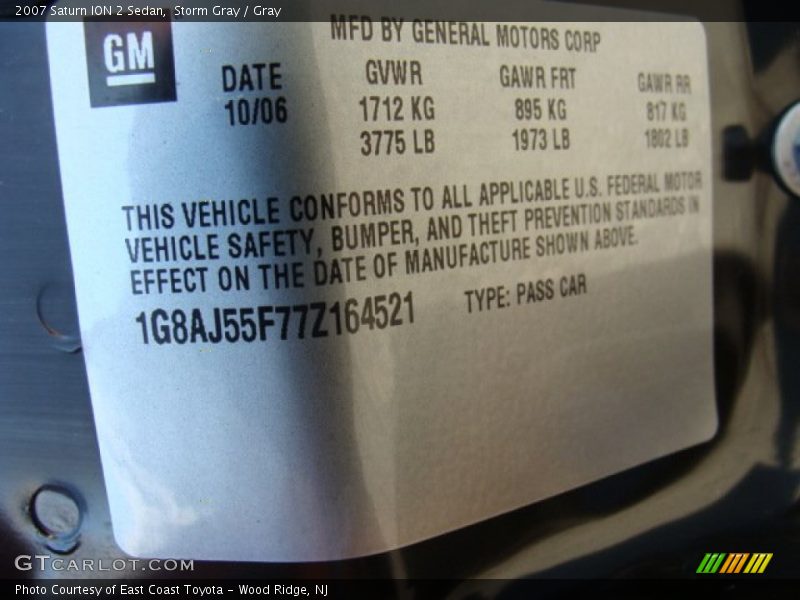 2007 Saturn ION 2 Sedan, Storm Gray / Gray
GM
MFD BY GENERAL MOTORS CORP
DATE GVWR GAWR FRT GAWR RR
10/06 1712 KG 895 KG 817 KG
3775 LB 1973 LB 1802 LB
THIS VEHICLE CONFORMS TO ALL APPLICABLE U.S. FEDERAL MOTOR
VEHICLE SAFETY, BUMPER, AND THEFT PREVENTION STANDARDS IN
EFFECT ON THE DATE OF MANUFACTURE SHOWN ABOVE.
1G8AJ55F77Z164521 TYPE: PASS CAR
GTCARLOT.COM
Photo Courtesy of East Coast Toyota – Wood Ridge, NJ